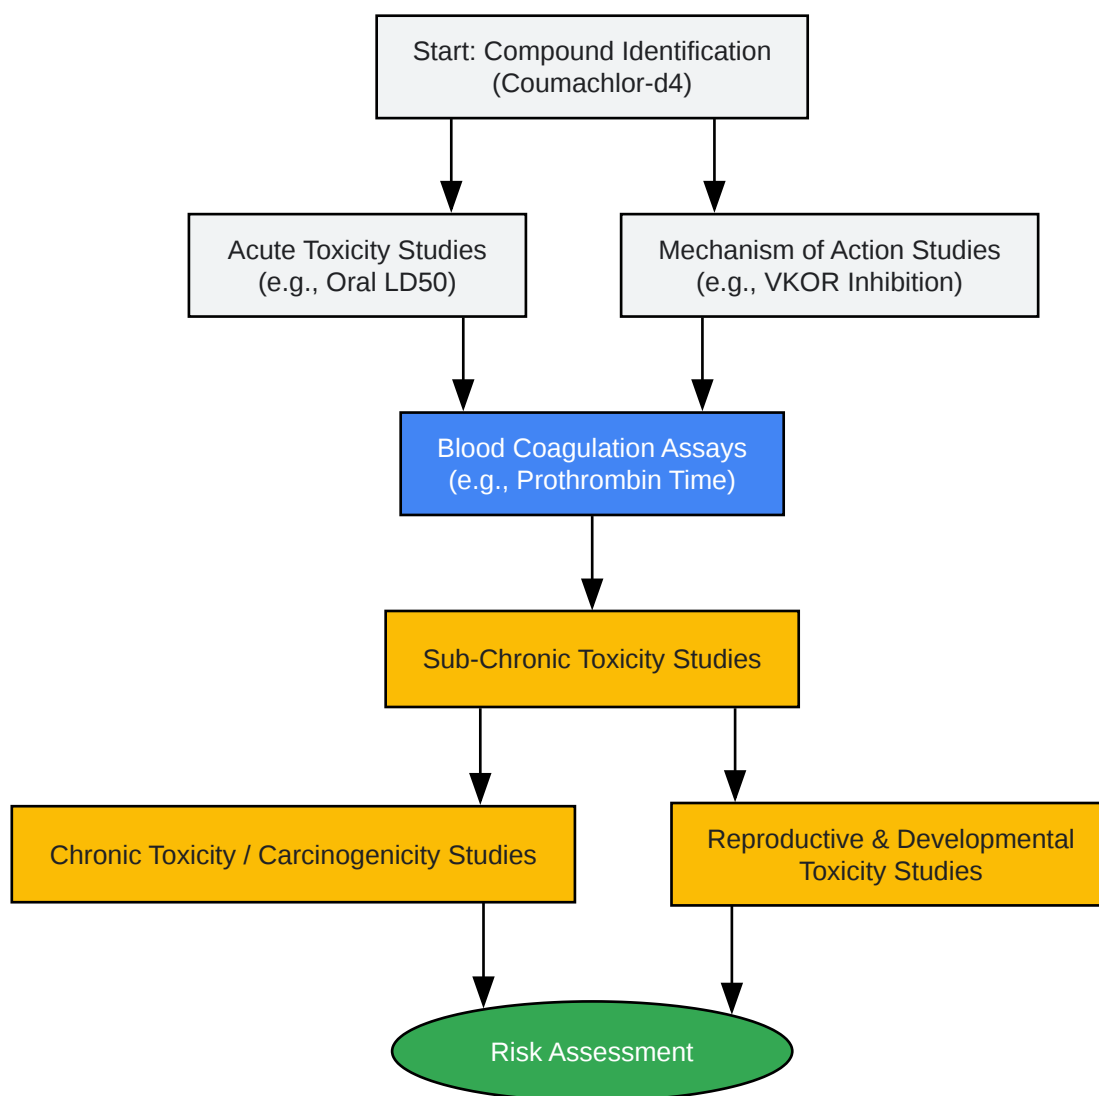 Start: Compound Identification
(Coumachlor-d4)
Acute Toxicity Studies
(e.g., Oral LD50)
Mechanism of Action Studies
(e.g., VKOR Inhibition)
Blood Coagulation Assays
(e.g., Prothrombin Time)
Sub-Chronic Toxicity Studies
Chronic Toxicity / Carcinogenicity Studies
Reproductive & Developmental
Toxicity Studies
Risk Assessment